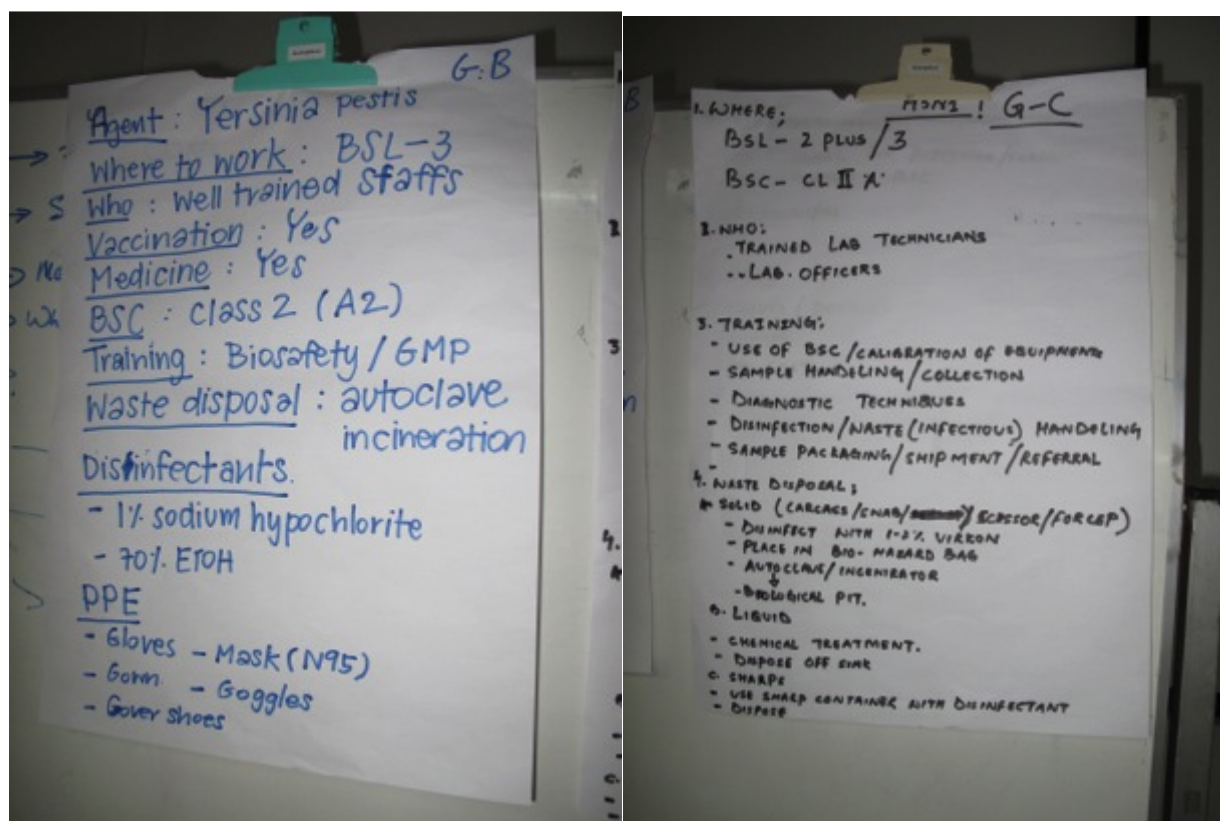 G:B
Agent : Yersinia pestis
Where to work : BSL-3
Who : Well trained staffs
Vaccination : Yes
Medicine : Yes
BSC : Class 2 (A2)
Training : Biosafety / GMP
Waste disposal : autoclave
incineration
Disinfectants.
- 1% sodium hypochlorite
- 70% EtOH
PPE
- Gloves - Mask (N95)
- Gown - Goggles
- Cover shoes
H5N1 ! G-C
1. WHERE;
BSL - 2 PLUS / 3
BSC - CL II A
2. WHO:
. TRAINED LAB TECHNICIANS
.. LAB. OFFICERS
3. TRAINING:
- USE OF BSC / CALIBRATION OF EQUIPMENTS
- SAMPLE HANDELING / COLLECTION
- DIAGNOSTIC TECHNIQUES
- DISINFECTION / WASTE (INFECTIOUS) HANDELING
- SAMPLE PACKAGING / SHIPMENT / REFERRAL
4. WASTE DISPOSAL;
A SOLID (CARCASS / SWAB / SCISSOR / FORCEP)
- DISINFECT WITH 1-2% VIRKON
- PLACE IN BIO-HAZARD BAG
- AUTOCLAVE / INCENIRATOR
- BIOLOGICAL PIT.
B. LIQUID
- CHEMICAL TREATMENT.
- DISPOSE OFF SINK
C. SHARPS
- USE SHARP CONTAINER WITH DISINFECTANT
- DISPOSE